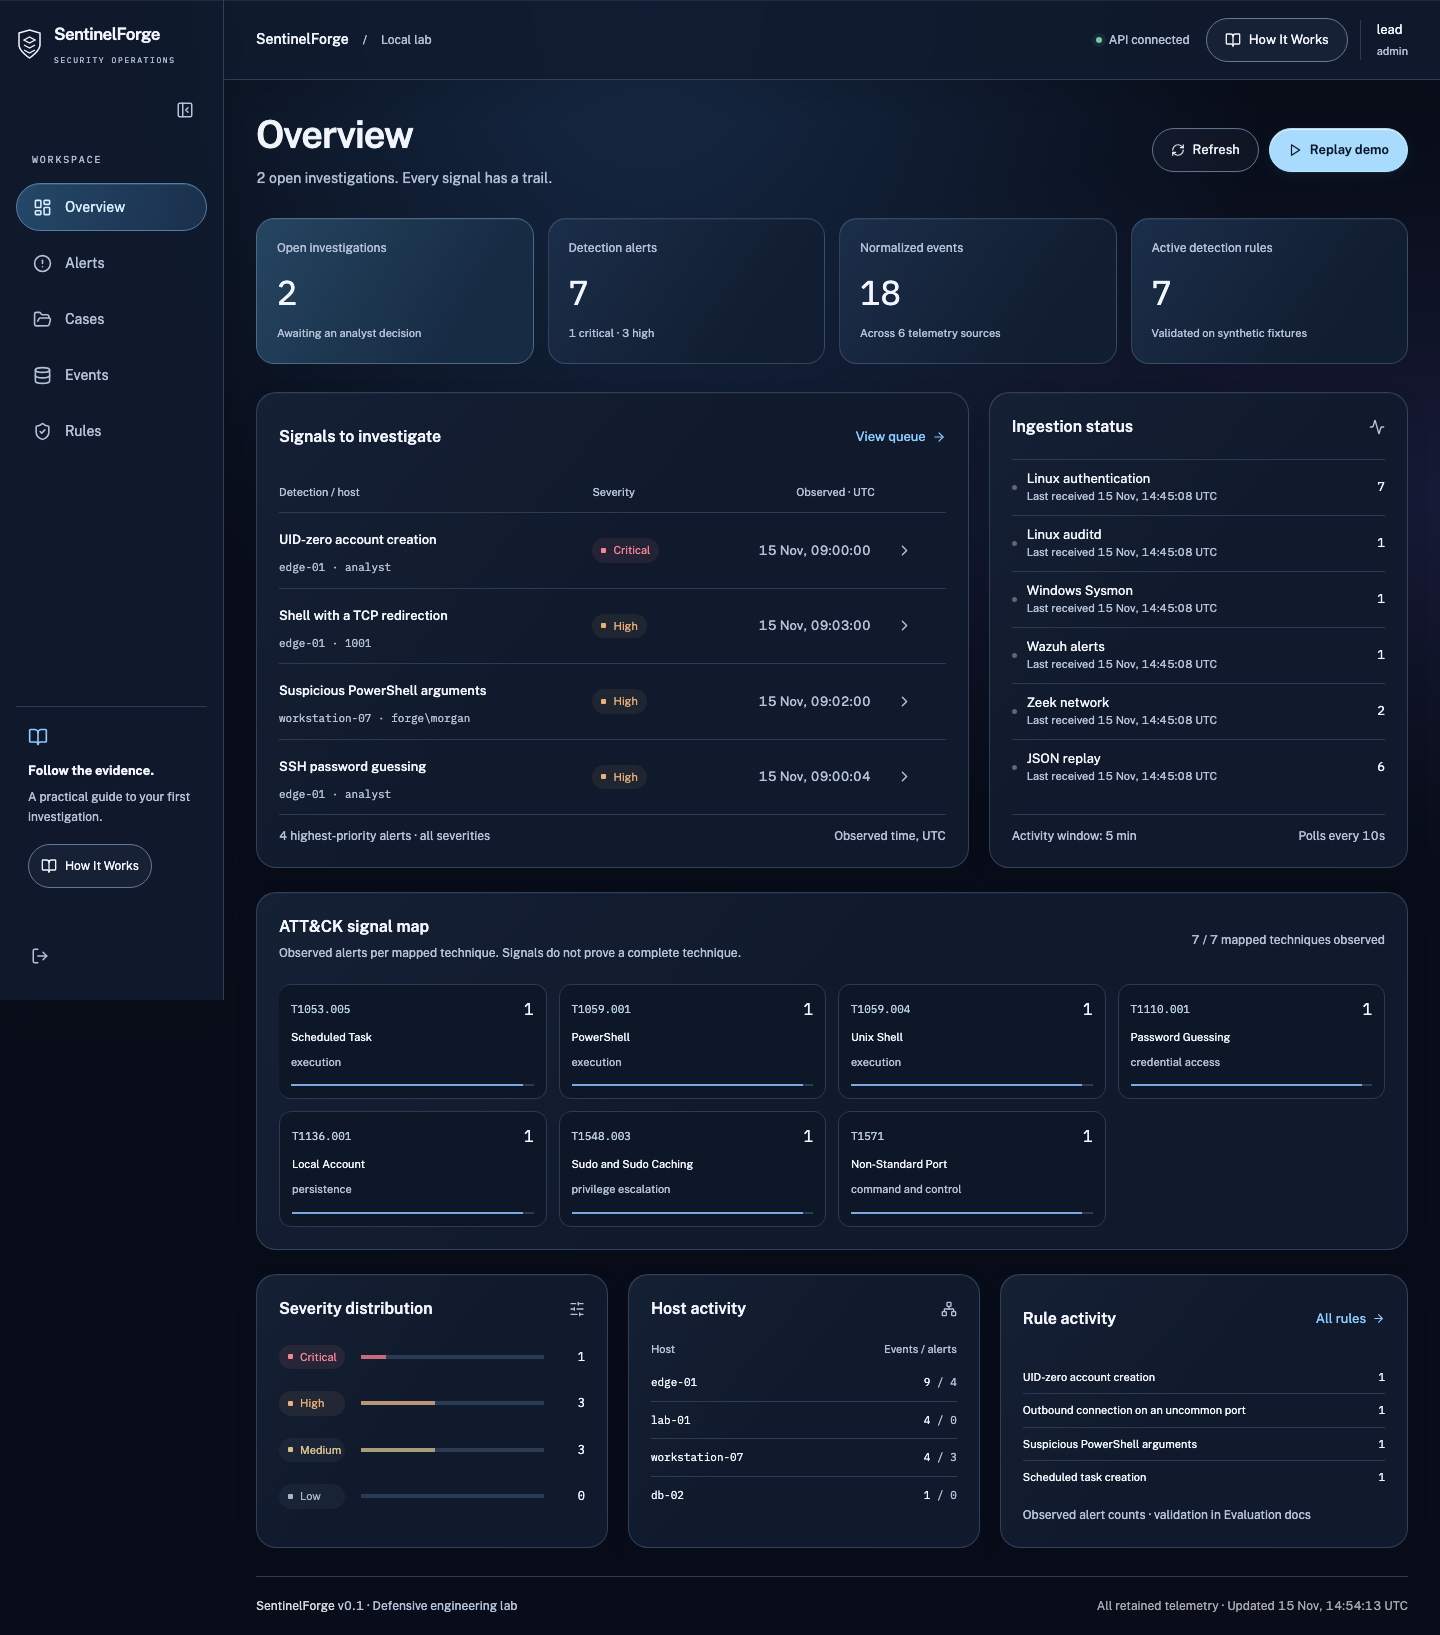 SentinelForge
SECURITY OPERATIONS
WORKSPACE
Overview
Alerts
Cases
Events
Rules
Follow the evidence.
A practical guide to your first
investigation.
How It Works
SentinelForge / Local lab
API connected
How It Works
lead
admin
Overview
2 open investigations. Every signal has a trail.
Refresh
Replay demo
Open investigations
2
Awaiting an analyst decision
Detection alerts
7
1 critical · 3 high
Normalized events
18
Across 6 telemetry sources
Active detection rules
7
Validated on synthetic fixtures
Signals to investigate
View queue
Detection / host Severity Observed · UTC
UID-zero account creation
edge-01 · analyst
Critical
15 Nov, 09:00:00
Shell with a TCP redirection
edge-01 · 1001
High
15 Nov, 09:03:00
Suspicious PowerShell arguments
workstation-07 · forge\morgan
High
15 Nov, 09:02:00
SSH password guessing
edge-01 · analyst
High
15 Nov, 09:00:04
4 highest-priority alerts · all severities
Observed time, UTC
Ingestion status
Linux authentication
Last received 15 Nov, 14:45:08 UTC
7
Linux auditd
Last received 15 Nov, 14:45:08 UTC
1
Windows Sysmon
Last received 15 Nov, 14:45:08 UTC
1
Wazuh alerts
Last received 15 Nov, 14:45:08 UTC
1
Zeek network
Last received 15 Nov, 14:45:08 UTC
2
JSON replay
Last received 15 Nov, 14:45:08 UTC
6
Activity window: 5 min
Polls every 10s
ATT&CK signal map
Observed alerts per mapped technique. Signals do not prove a complete technique.
7 / 7 mapped techniques observed
T1053.005 1
Scheduled Task
execution
T1059.001 1
PowerShell
execution
T1059.004 1
Unix Shell
execution
T1110.001 1
Password Guessing
credential access
T1136.001 1
Local Account
persistence
T1548.003 1
Sudo and Sudo Caching
privilege escalation
T1571 1
Non-Standard Port
command and control
Severity distribution
Critical 1
High 3
Medium 3
Low 0
Host activity
Host Events / alerts
edge-01 9 / 4
lab-01 4 / 0
workstation-07 4 / 3
db-02 1 / 0
Rule activity
All rules
UID-zero account creation 1
Outbound connection on an uncommon port 1
Suspicious PowerShell arguments 1
Scheduled task creation 1
Observed alert counts · validation in Evaluation docs
SentinelForge v0.1 · Defensive engineering lab
All retained telemetry · Updated 15 Nov, 14:54:13 UTC